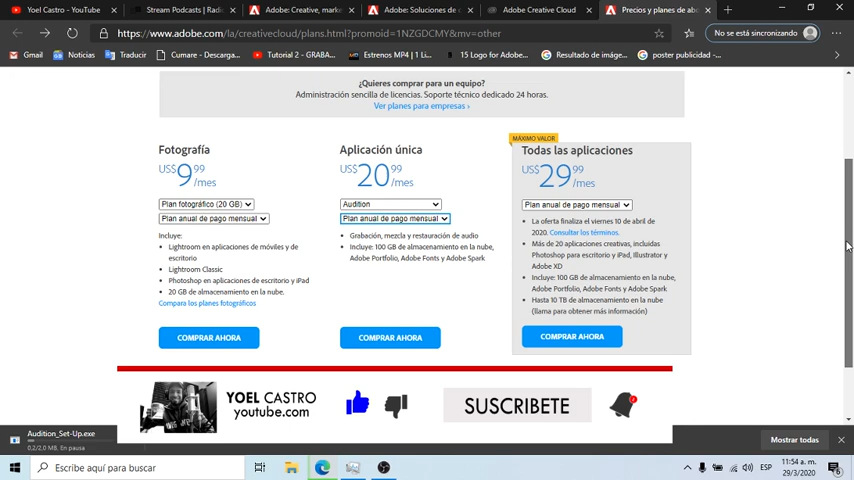 Yoel Castro - YouTube
Stream Podcasts | Radio
Adobe: Creative, marke
Adobe: Soluciones de
Adobe Creative Cloud
Precios y planes de abo
https://www.adobe.com/la/creativecloud/plans.html?promoid=1NZGDCMY&mv=other
No se está sincronizando
Gmail
Noticias
Traducir
Cumare - Descarga...
Tutorial 2 - GRABA...
Estrenos MP4 | 1 Li...
15 Logo for Adobe...
Resultado de imág...
poster publicidad -...
¿Quieres comprar para un equipo?
Administración sencilla de licencias. Soporte técnico dedicado 24 horas.
Ver planes para empresas ›
Fotografía
US$ 9 99 /mes
Plan fotográfico (20 GB)
Plan anual de pago mensual
Incluye:
Lightroom en aplicaciones de móviles y de
escritorio
Lightroom Classic
Photoshop en aplicaciones de escritorio y iPad
20 GB de almacenamiento en la nube.
Compara los planes fotográficos
COMPRAR AHORA
Aplicación única
US$ 20 99 /mes
Audition
Plan anual de pago mensual
Grabación, mezcla y restauración de audio
Incluye: 100 GB de almacenamiento en la nube,
Adobe Portfolio, Adobe Fonts y Adobe Spark
COMPRAR AHORA
MÁXIMO VALOR
Todas las aplicaciones
US$ 29 99 /mes
Plan anual de pago mensual
La oferta finaliza el viernes 10 de abril de
2020. Consultar los términos.
Más de 20 aplicaciones creativas, incluidas
Photoshop para escritorio y iPad, Illustrator y
Adobe XD
Incluye: 100 GB de almacenamiento en la nube,
Adobe Portfolio, Adobe Fonts y Adobe Spark
Hasta 10 TB de almacenamiento en la nube
(llama para obtener más información)
COMPRAR AHORA
YOEL CASTRO
youtube.com
SUSCRIBETE
Audition_Set-Up.exe
0,2/2,0 MB, En pausa
Mostrar todas
Escribe aquí para buscar
ESP
11:54 a. m.
29/3/2020